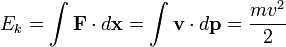 E_k = ∫ F · dx = ∫ v · dp = mv²/2